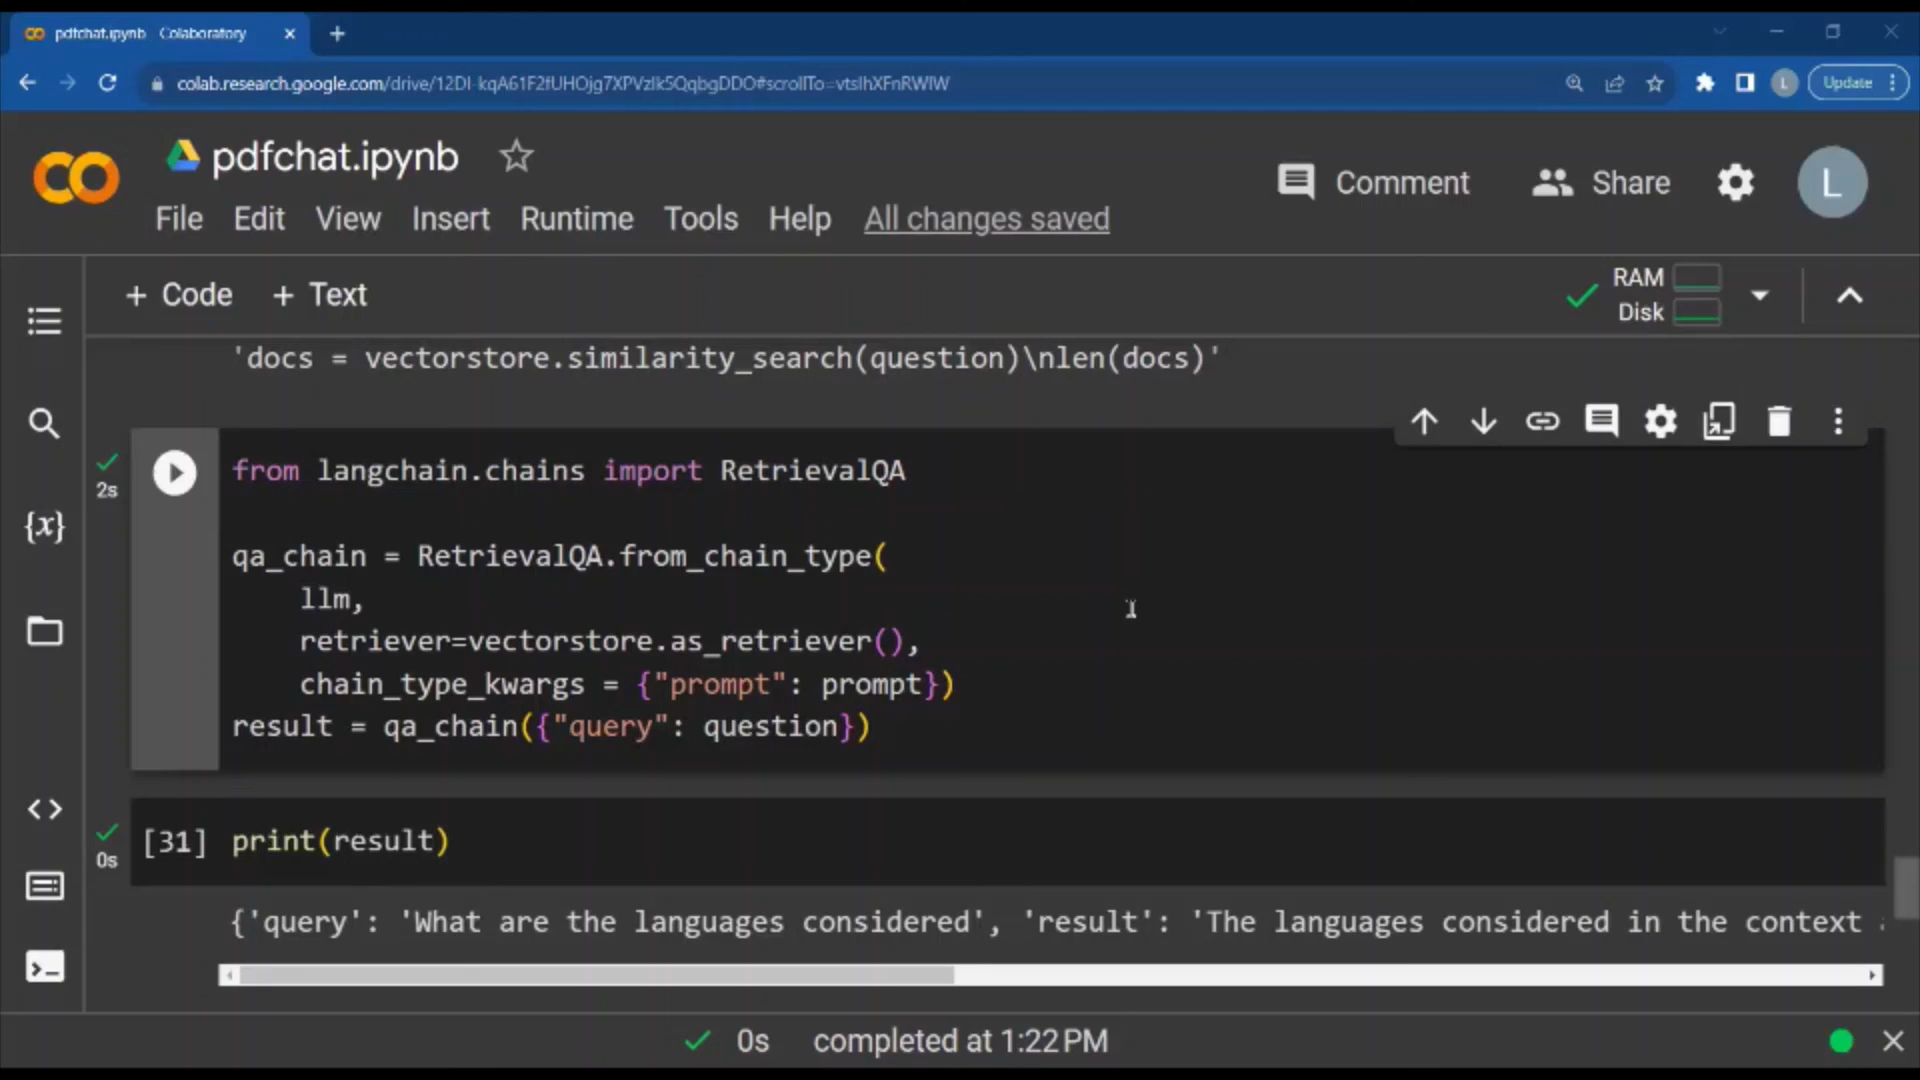 pdfchat.ipynb Colaboratory
colab.research.google.com/drive/12DI-kqA61F2fUHOjg7XPVzlk5QqbgDDO#scrollTo=vtsIhXFnRWlW
L
Update
pdfchat.ipynb
Comment
Share
L
File Edit View Insert Runtime Tools Help All changes saved
+ Code + Text
RAM
Disk
'docs = vectorstore.similarity_search(question)\nlen(docs)'
2s
from langchain.chains import RetrievalQA
qa_chain = RetrievalQA.from_chain_type(
llm,
retriever=vectorstore.as_retriever(),
chain_type_kwargs = {"prompt": prompt})
result = qa_chain({"query": question})
{x}
0s
[31] print(result)
{'query': 'What are the languages considered', 'result': 'The languages considered in the context
0s completed at 1:22 PM